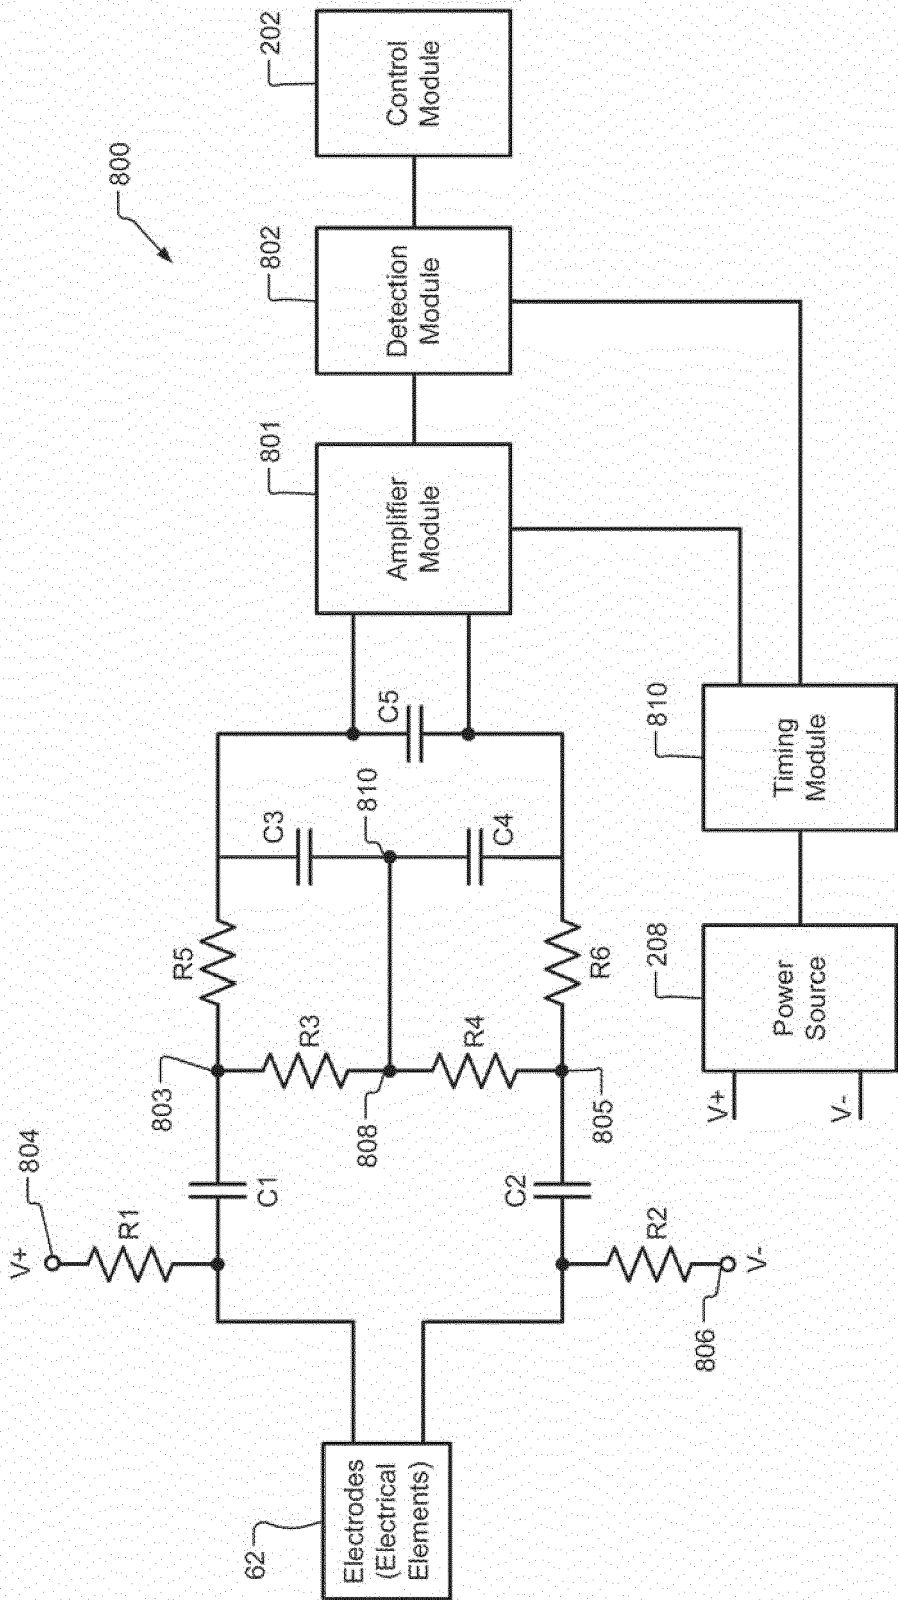 800
V+
804
R1
803
R5
C3
62
Electrodes
(Electrical
Elements)
C1
R3
808
810
C5
801
Amplifier
Module
802
Detection
Module
202
Control
Module
C2
R4
C4
805
R6
R2
806
V-
V+
V-
208
Power
Source
810
Timing
Module